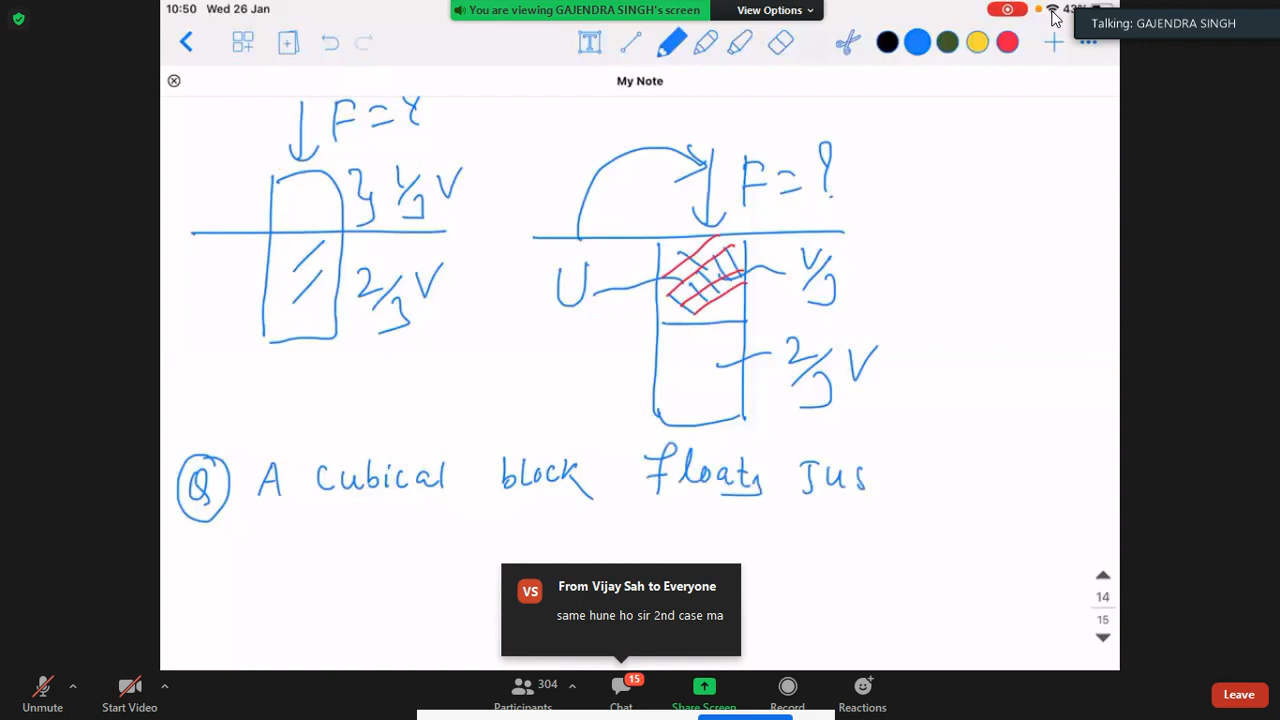 10:50 Wed 26 Jan
You are viewing GAJENDRA SINGH's screen
View Options
43%
Talking: GAJENDRA SINGH
T
My Note
F = ?
1/3 V
2/3 V
F = ?
U
V/3
2/3 V
Q A cubical block floats Jus
14
15
VS
From Vijay Sah to Everyone
same hune ho sir 2nd case ma
Unmute
Start Video
304
Participants
15
Chat
Share Screen
Record
Reactions
Leave